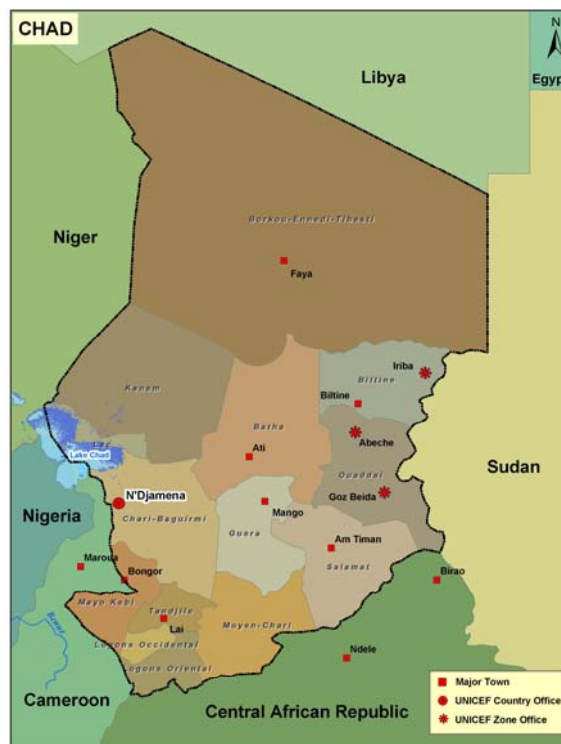 CHAD
N
Libya
Egyp
Borkou-Ennedi-Tibesti
Niger
Faya
Iriba
Kanem
Biltine
Biltine
Batha
Abeche
Lac
Lake Chad
Ati
Ouaddai
Sudan
Goz Beida
N'Djamena
Mango
Chari-Baguirmi
Nigeria
Guera
Am Timan
Maroua
Salamat
Bongor
Birao
Mayo Kebi
Tandjile
Lai
Moyen-Chari
Logone Occidental
Ndele
Logone Oriental
Cameroon
Central African Republic
Major Town
UNICEF Country Office
UNICEF Zone Office